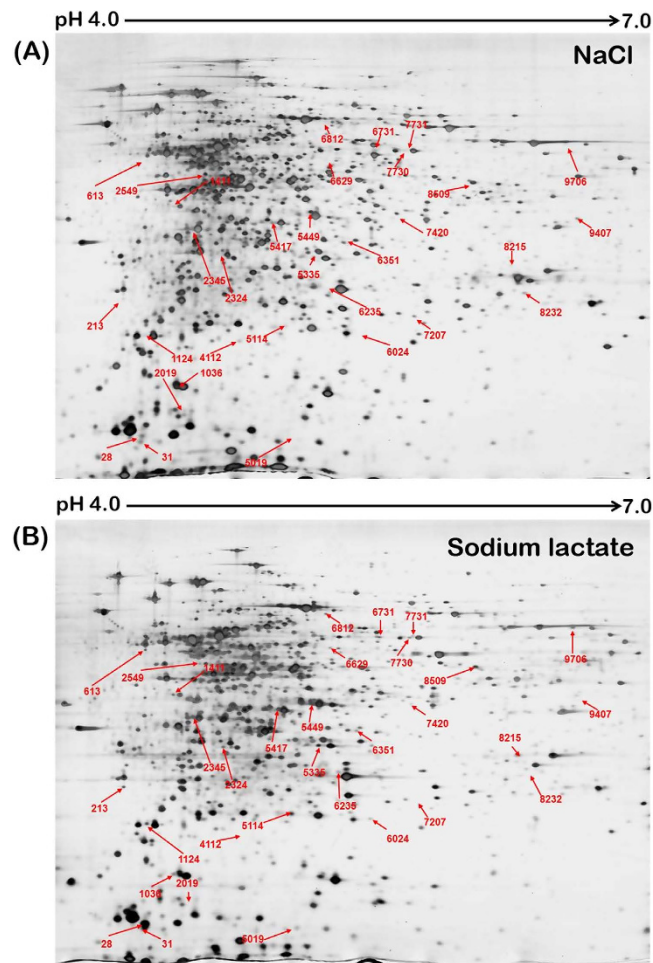 pH 4.0 7.0
(A) NaCl
6731 7731
6812
7730
613 2549 1411 6629 8509 9706
5449 7420 9407
5417
6351 8215
2345 5335
2324
213 6235 8232
5114 7207
1124 4112 6024
2019 1036
28 31 5019
pH 4.0 7.0
(B) Sodium lactate
6731 7731
6812
2549 1411 6629 7730 9706
613 8509
5449 7420 9407
5417 6351 8215
2345 2324 5335
213 6235 8232
5114 7207
4112 6024
1124
1036 2019
28 31 5019